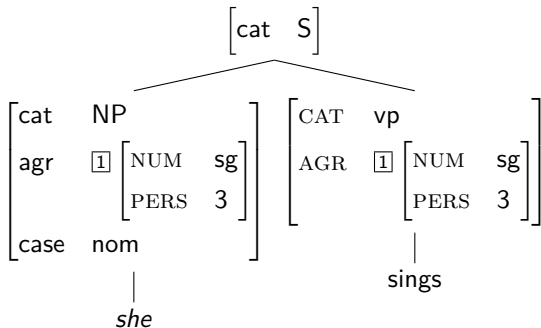 cat S
cat NP
agr 1 NUM sg
PERS 3
case nom
she
CAT vp
AGR 1 NUM sg
PERS 3
sings